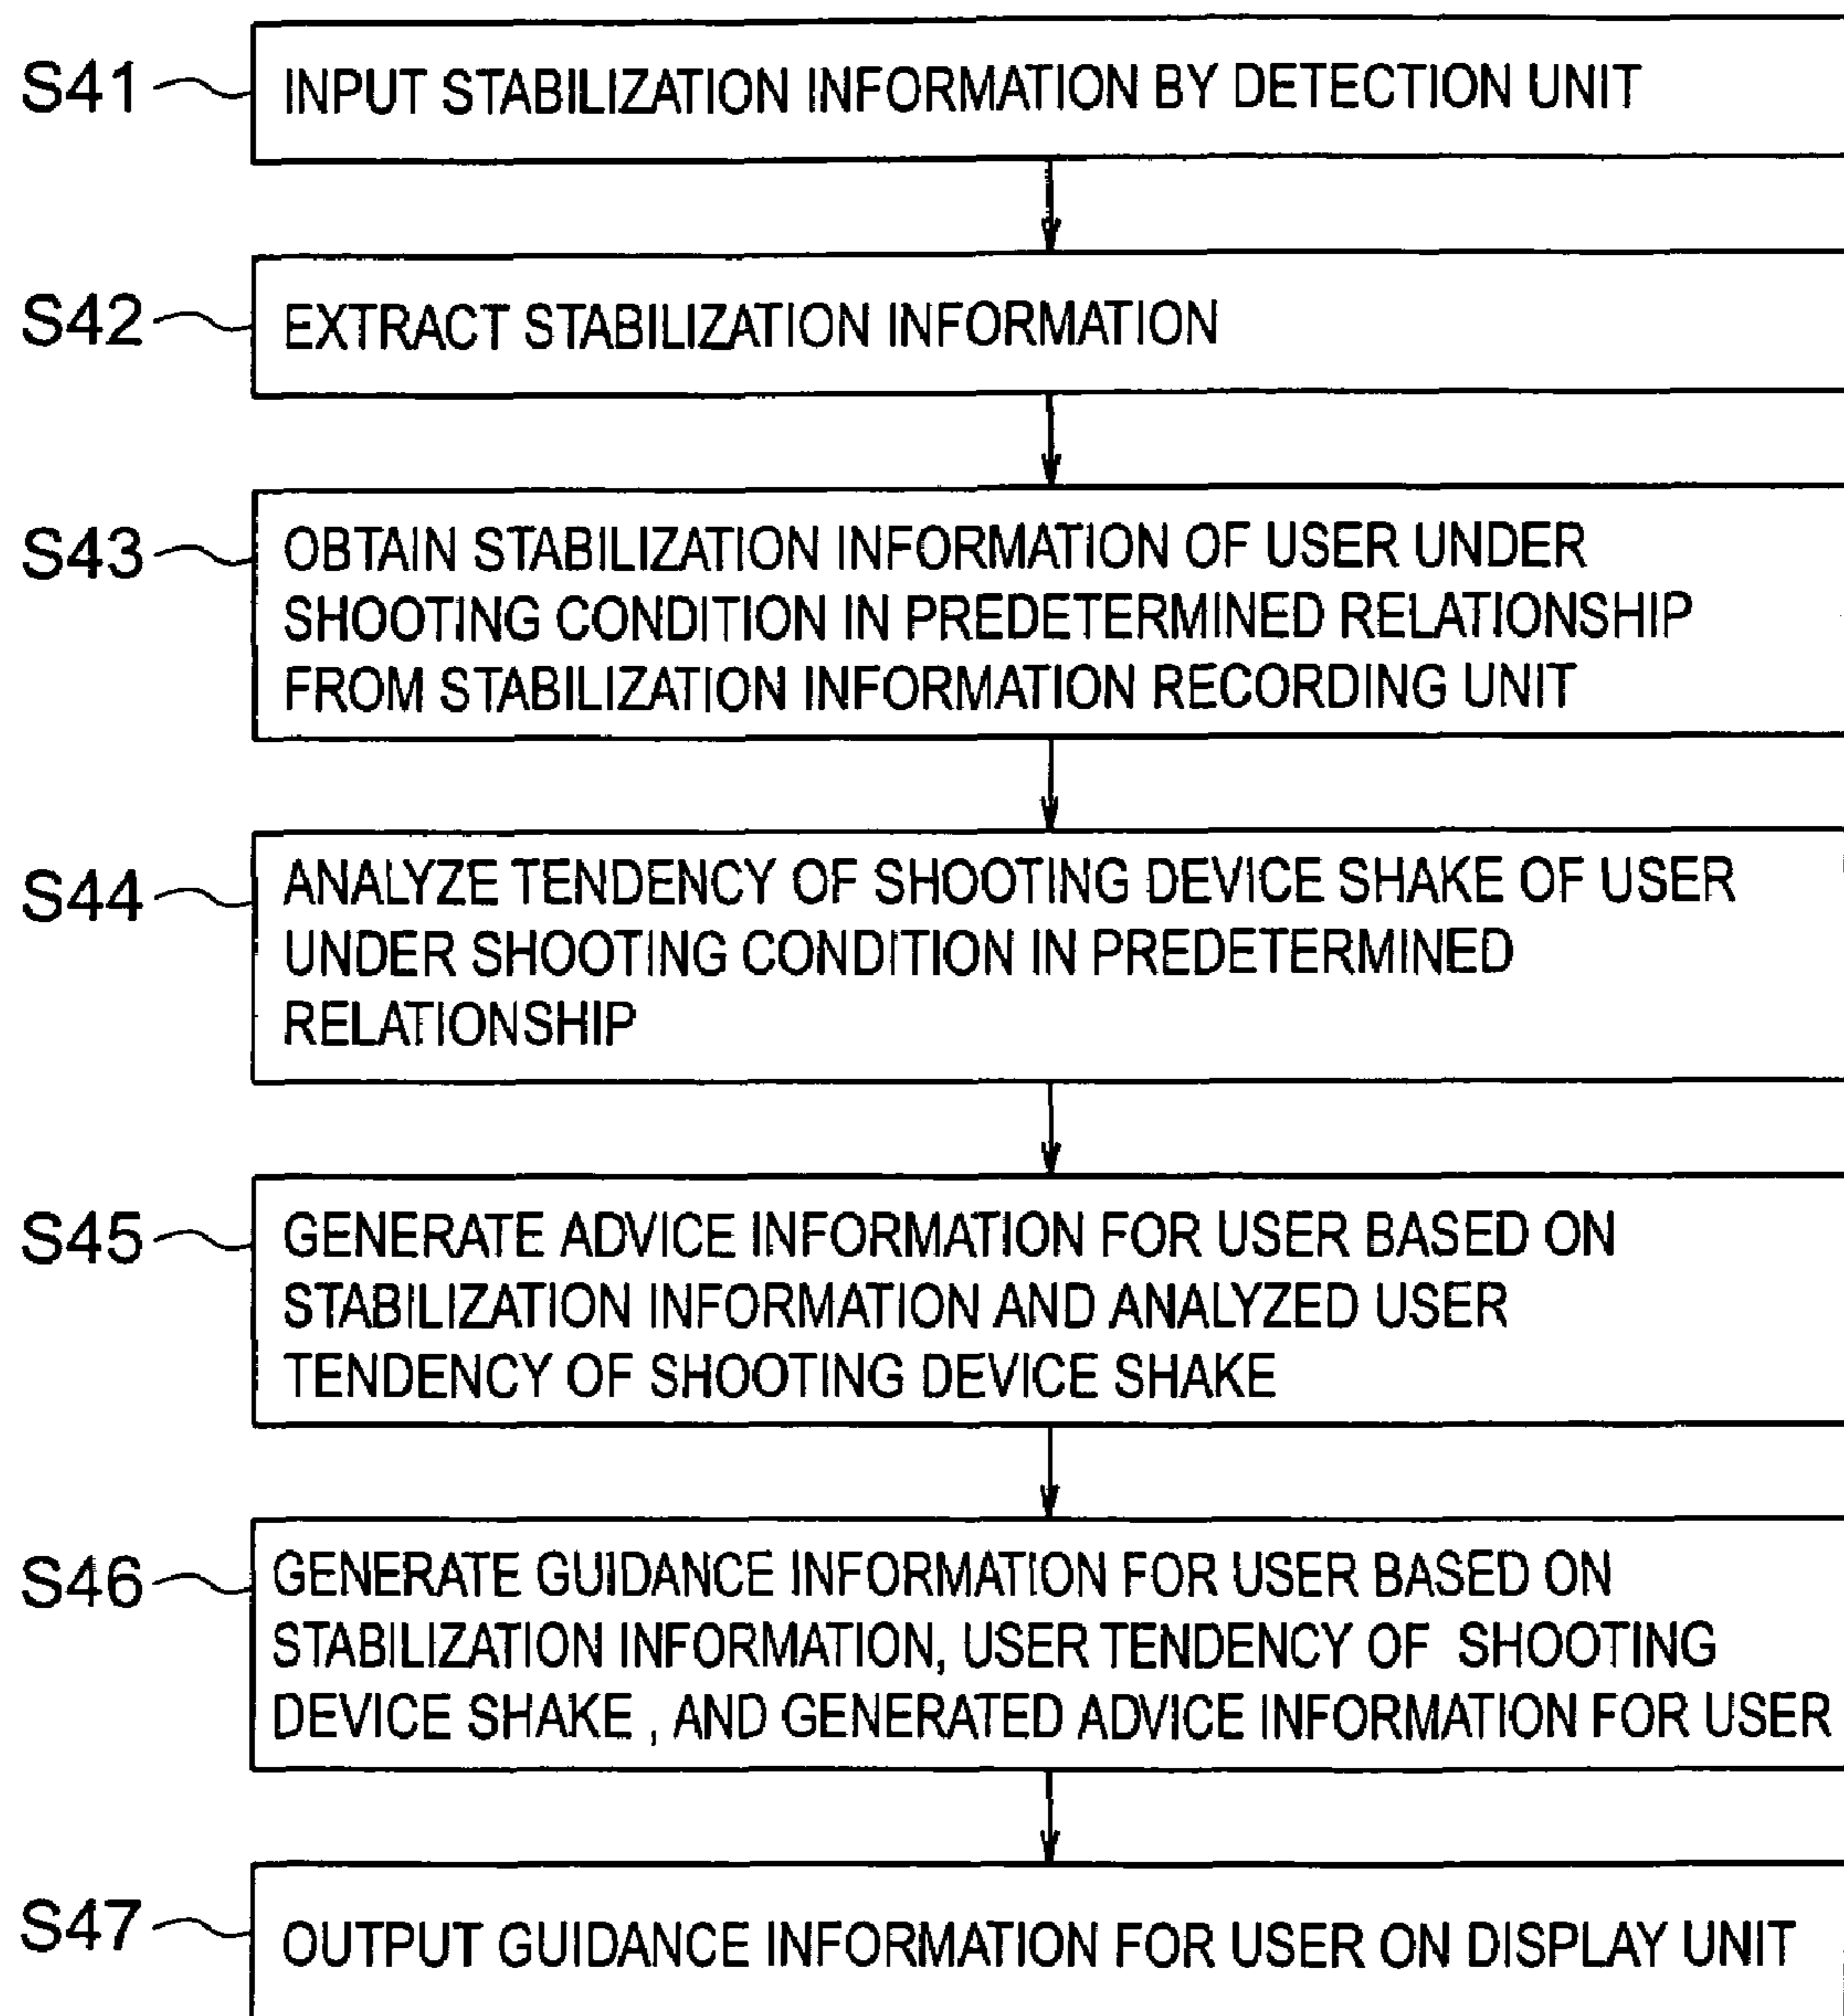 S41 INPUT STABILIZATION INFORMATION BY DETECTION UNIT
S42 EXTRACT STABILIZATION INFORMATION
S43 OBTAIN STABILIZATION INFORMATION OF USER UNDER
SHOOTING CONDITION IN PREDETERMINED RELATIONSHIP
FROM STABILIZATION INFORMATION RECORDING UNIT
S44 ANALYZE TENDENCY OF SHOOTING DEVICE SHAKE OF USER
UNDER SHOOTING CONDITION IN PREDETERMINED
RELATIONSHIP
S45 GENERATE ADVICE INFORMATION FOR USER BASED ON
STABILIZATION INFORMATION AND ANALYZED USER
TENDENCY OF SHOOTING DEVICE SHAKE
S46 GENERATE GUIDANCE INFORMATION FOR USER BASED ON
STABILIZATION INFORMATION, USER TENDENCY OF SHOOTING
DEVICE SHAKE , AND GENERATED ADVICE INFORMATION FOR USER
S47 OUTPUT GUIDANCE INFORMATION FOR USER ON DISPLAY UNIT